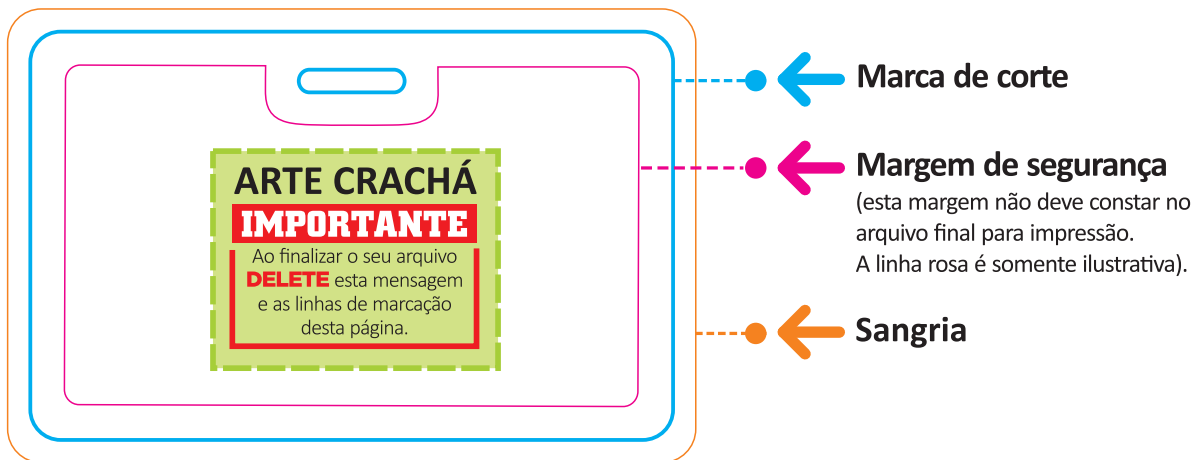 ARTE CRACHÁ
IMPORTANTE
Ao finalizar o seu arquivo
DELETE esta mensagem
e as linhas de marcação
desta página.
Marca de corte
Margem de segurança
(esta margem não deve constar no
arquivo final para impressão.
A linha rosa é somente ilustrativa).
Sangria